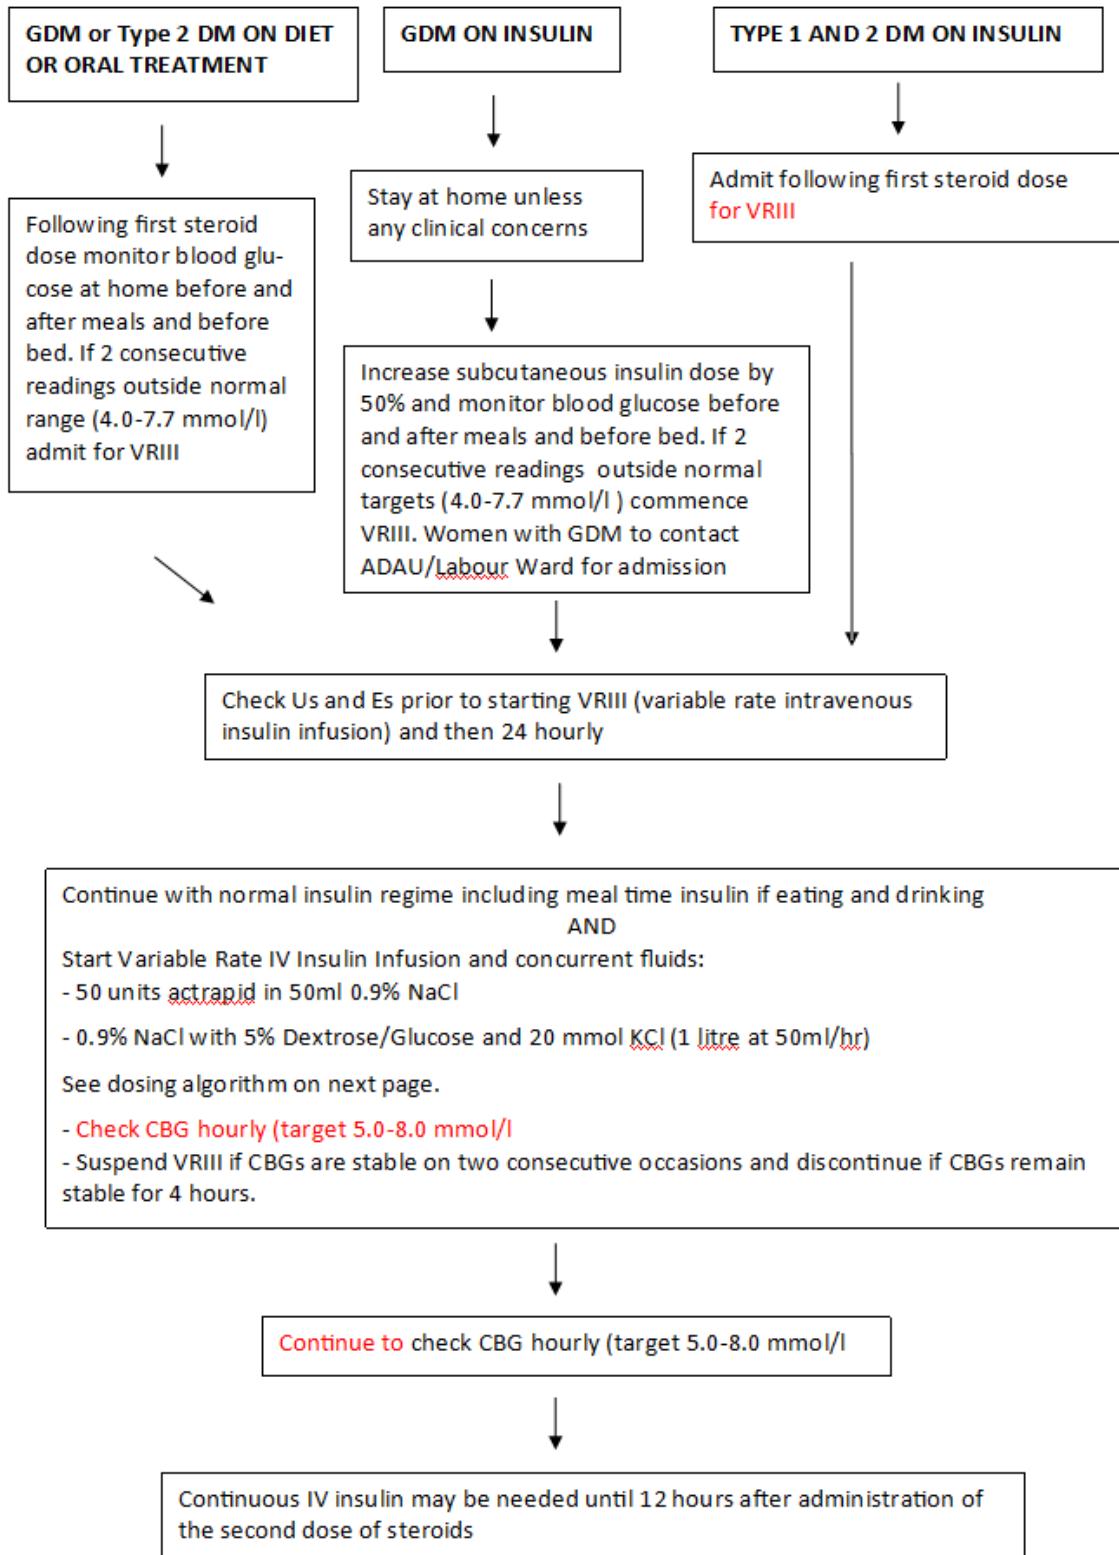 GDM or Type 2 DM ON DIET
OR ORAL TREATMENT
GDM ON INSULIN
TYPE 1 AND 2 DM ON INSULIN
Following first steroid
dose monitor blood glu-
cose at home before and
after meals and before
bed. If 2 consecutive
readings outside normal
range (4.0-7.7 mmol/l)
admit for VRIII
Stay at home unless
any clinical concerns
Admit following first steroid dose
for VRIII
Increase subcutaneous insulin dose by
50% and monitor blood glucose before
and after meals and before bed. If 2
consecutive readings outside normal
targets (4.0-7.7 mmol/l ) commence
VRIII. Women with GDM to contact
ADAU/Labour Ward for admission
Check Us and Es prior to starting VRIII (variable rate intravenous
insulin infusion) and then 24 hourly
Continue with normal insulin regime including meal time insulin if eating and drinking
AND
Start Variable Rate IV Insulin Infusion and concurrent fluids:
- 50 units actrapid in 50ml 0.9% NaCl
- 0.9% NaCl with 5% Dextrose/Glucose and 20 mmol KCl (1 litre at 50ml/hr)
See dosing algorithm on next page.
- Check CBG hourly (target 5.0-8.0 mmol/l
- Suspend VRIII if CBGs are stable on two consecutive occasions and discontinue if CBGs remain
stable for 4 hours.
Continue to check CBG hourly (target 5.0-8.0 mmol/l
Continuous IV insulin may be needed until 12 hours after administration of
the second dose of steroids